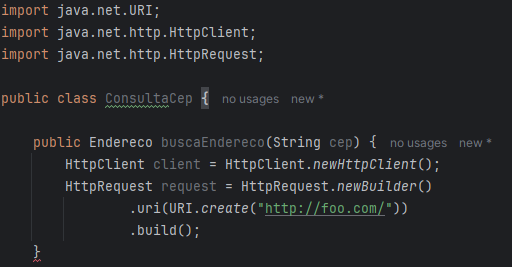 import java.net.URI;
import java.net.http.HttpClient;
import java.net.http.HttpRequest;
public class ConsultaCep { no usages new *
public Endereco buscaEndereco(String cep) { no usages new *
HttpClient client = HttpClient.newHttpClient();
HttpRequest request = HttpRequest.newBuilder()
.uri(URI.create("http://foo.com/"))
.build();
}